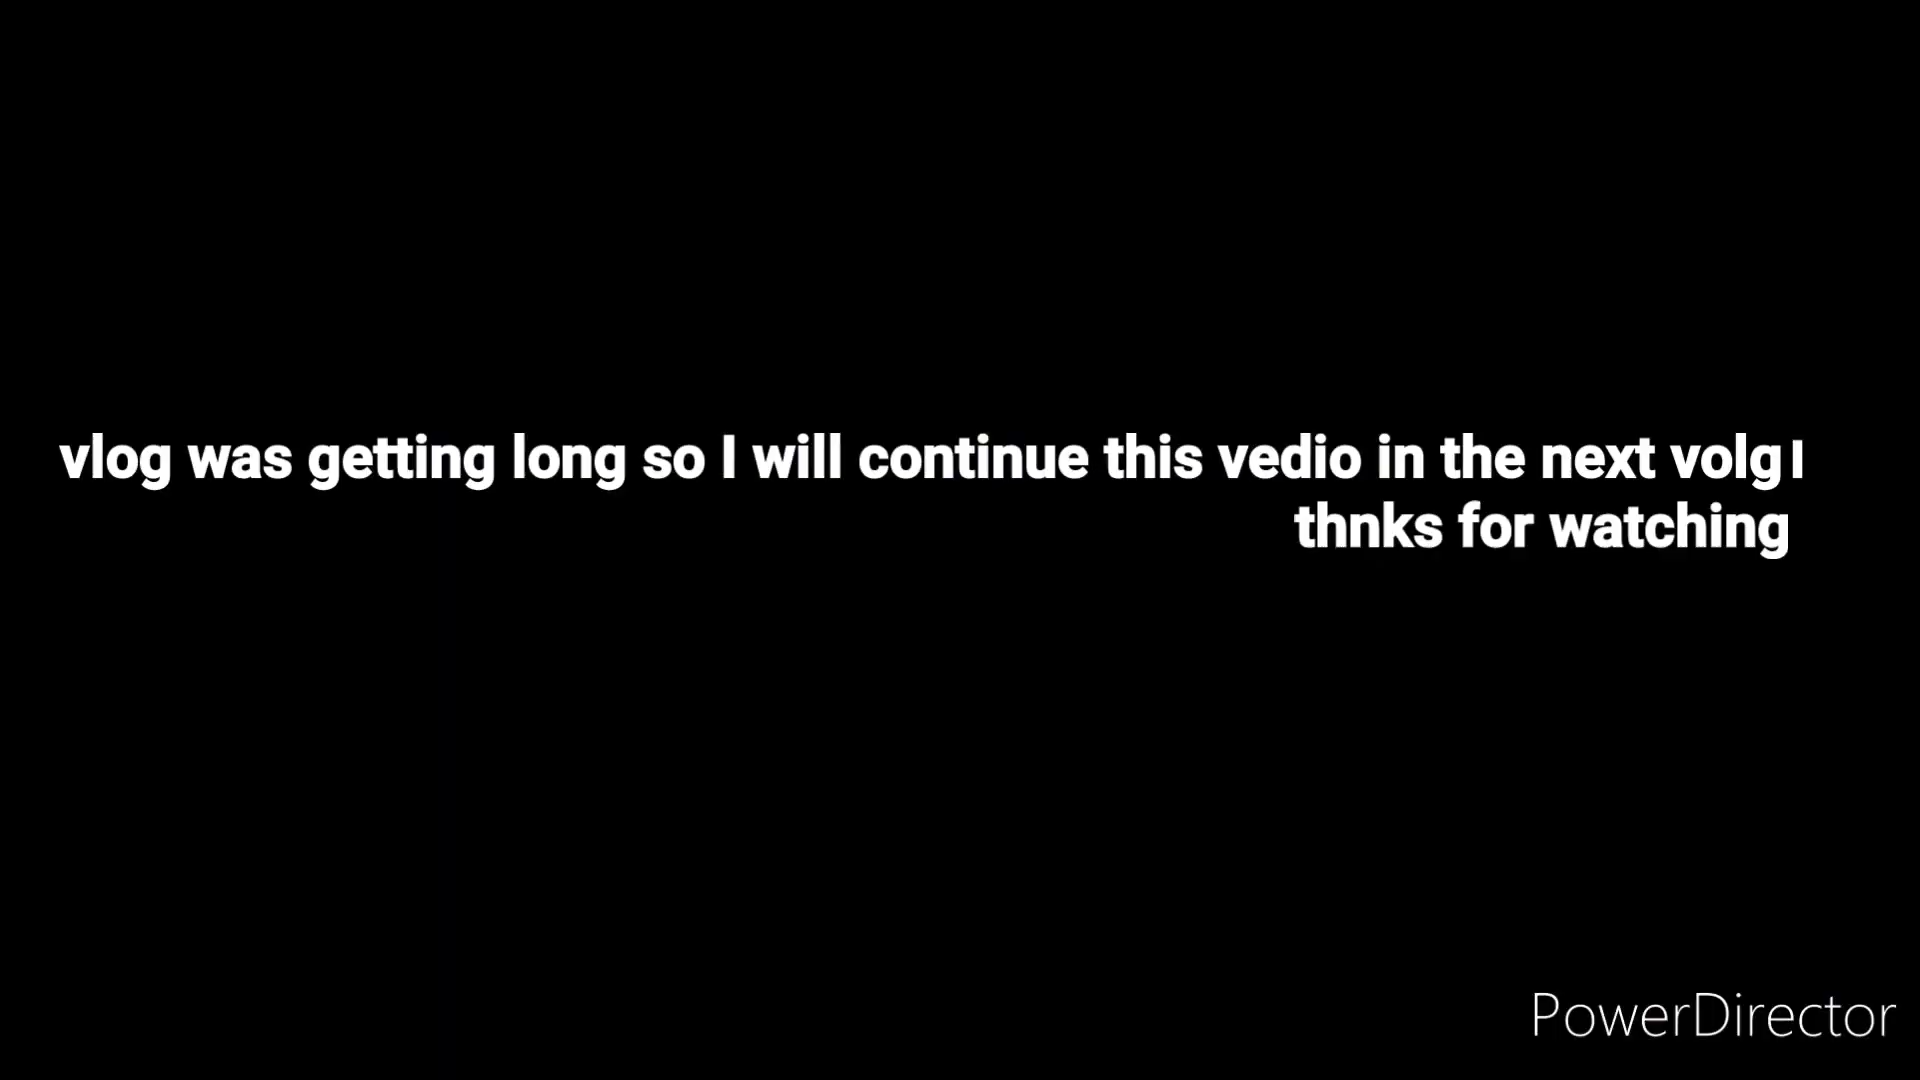 vlog was getting long so I will continue this vedio in the next volg।
thnks for watching
PowerDirector